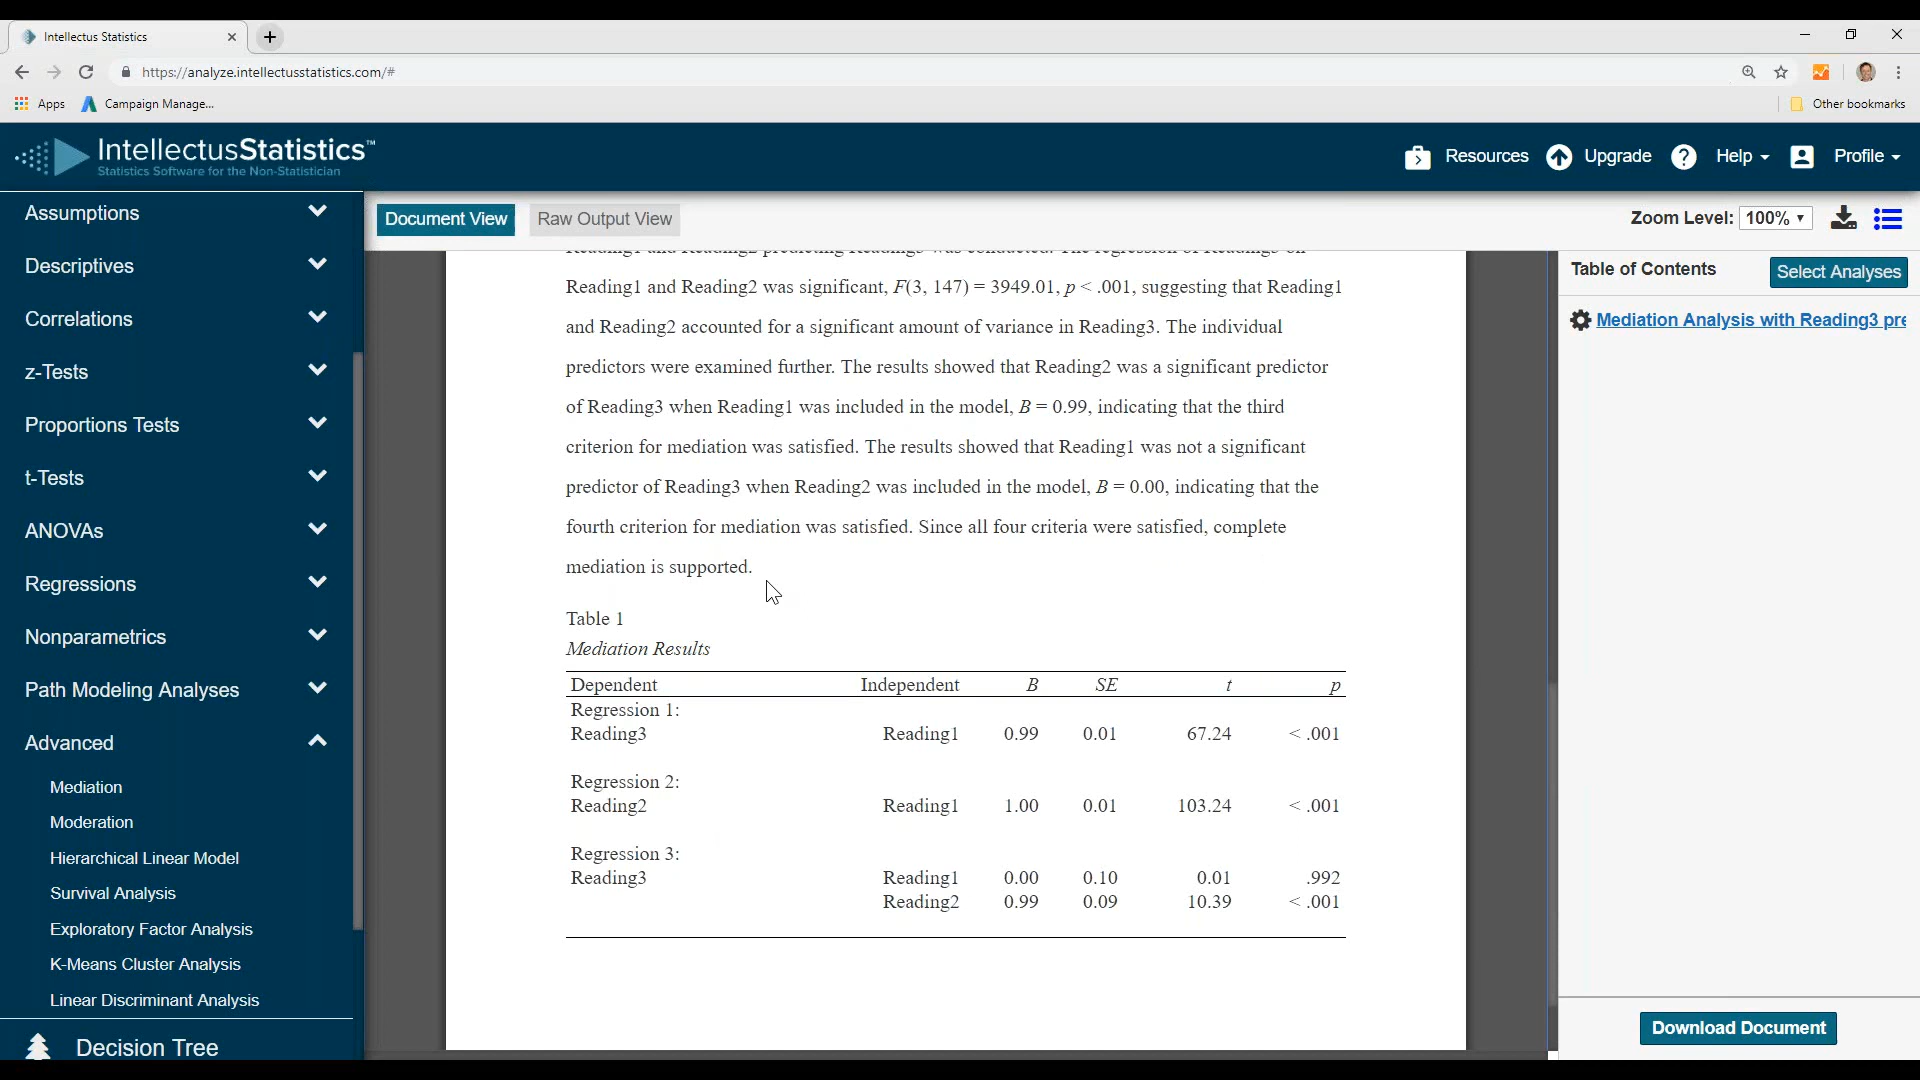 Intellectus Statistics
https://analyze.intellectusstatistics.com/#
Apps
Campaign Manage...
Other bookmarks
IntellectusStatistics™
Statistics Software for the Non-Statistician
Resources
Upgrade
Help
Profile
Assumptions
Descriptives
Correlations
z-Tests
Proportions Tests
t-Tests
ANOVAs
Regressions
Nonparametrics
Path Modeling Analyses
Advanced
Mediation
Moderation
Hierarchical Linear Model
Survival Analysis
Exploratory Factor Analysis
K-Means Cluster Analysis
Linear Discriminant Analysis
Decision Tree
Document View
Raw Output View
Zoom Level: 100%
Reading1 and Reading2 was significant, F(3, 147) = 3949.01, p < .001, suggesting that Reading1
and Reading2 accounted for a significant amount of variance in Reading3. The individual
predictors were examined further. The results showed that Reading2 was a significant predictor
of Reading3 when Reading1 was included in the model, B = 0.99, indicating that the third
criterion for mediation was satisfied. The results showed that Reading1 was not a significant
predictor of Reading3 when Reading2 was included in the model, B = 0.00, indicating that the
fourth criterion for mediation was satisfied. Since all four criteria were satisfied, complete
mediation is supported.
Table 1
Mediation Results
Dependent Independent B SE t p
Regression 1:
Reading3 Reading1 0.99 0.01 67.24 < .001
Regression 2:
Reading2 Reading1 1.00 0.01 103.24 < .001
Regression 3:
Reading3 Reading1 0.00 0.10 0.01 .992
Reading2 0.99 0.09 10.39 < .001
Table of Contents
Select Analyses
Mediation Analysis with Reading3 pre
Download Document